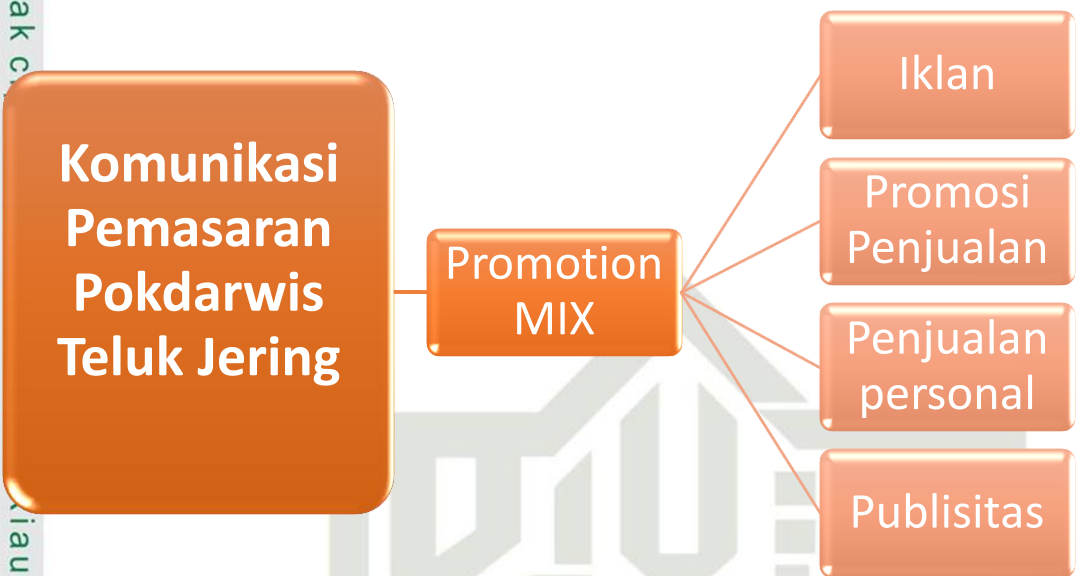 Komunikasi
Pemasaran
Pokdarwis
Teluk Jering
Promotion
MIX
Iklan
Promosi
Penjualan
Penjualan
personal
Publisitas